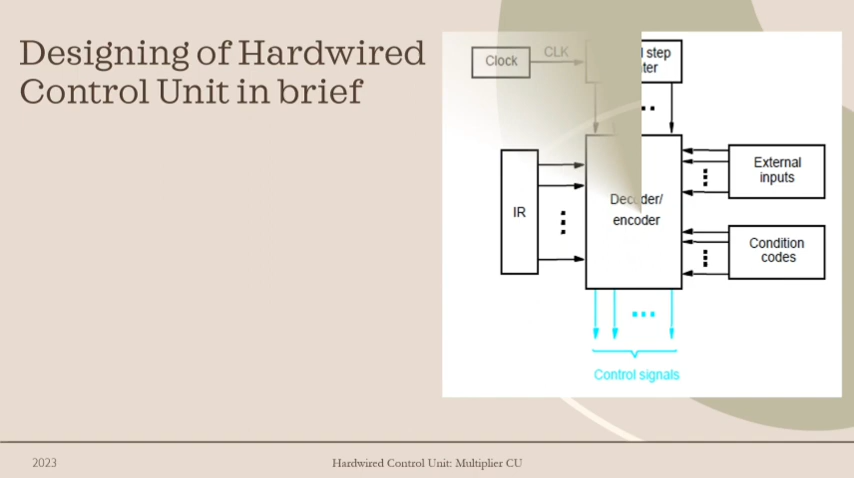 Designing of Hardwired
Control Unit in brief
Clock
CLK
step
IR
Decoder/
encoder
External
inputs
Condition
codes
Control signals
2023
Hardwired Control Unit: Multiplier CU